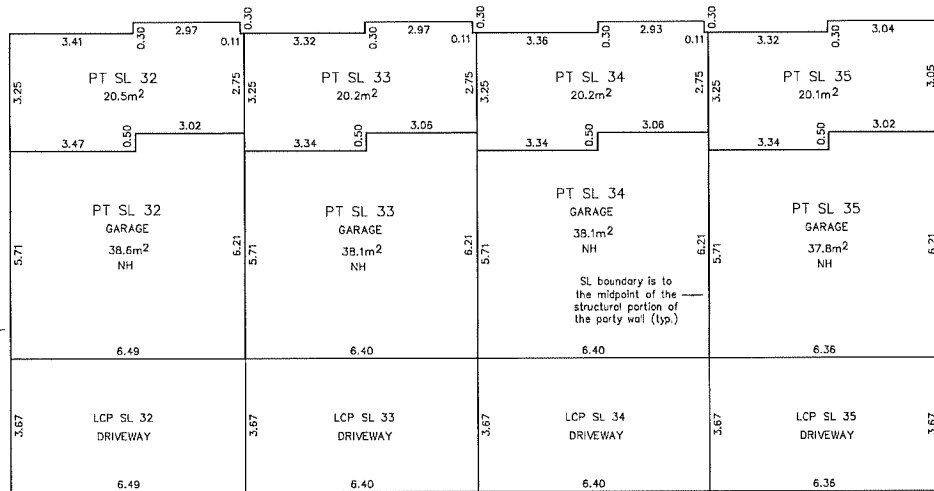 0.30 0.30 0.30
3.41 0.30 2.97 0.11 3.32 0.30 2.97 0.11 3.36 0.30 2.93 0.11 3.32 0.30 3.04
3.25 PT SL 32 2.75 3.25 PT SL 33 2.75 3.25 PT SL 34 2.75 3.25 PT SL 35 3.05
20.5m² 20.2m² 20.2m² 20.1m²
3.47 0.50 3.02 3.34 0.50 3.06 3.34 0.50 3.06 3.34 0.50 3.02
PT SL 32 PT SL 33 PT SL 34 PT SL 35
GARAGE GARAGE GARAGE GARAGE
5.71 38.6m² 6.21 5.71 38.1m² 6.21 5.71 38.1m² 6.21 5.71 37.8m² 6.21
NH NH NH NH
SL boundary is to
the midpoint of the
structural portion of
the party wall (typ.)
6.49 6.40 6.40 6.36
3.67 LCP SL 32 3.67 LCP SL 33 3.67 LCP SL 34 3.67 LCP SL 35 3.67
DRIVEWAY DRIVEWAY DRIVEWAY DRIVEWAY
6.49 6.40 6.40 6.36